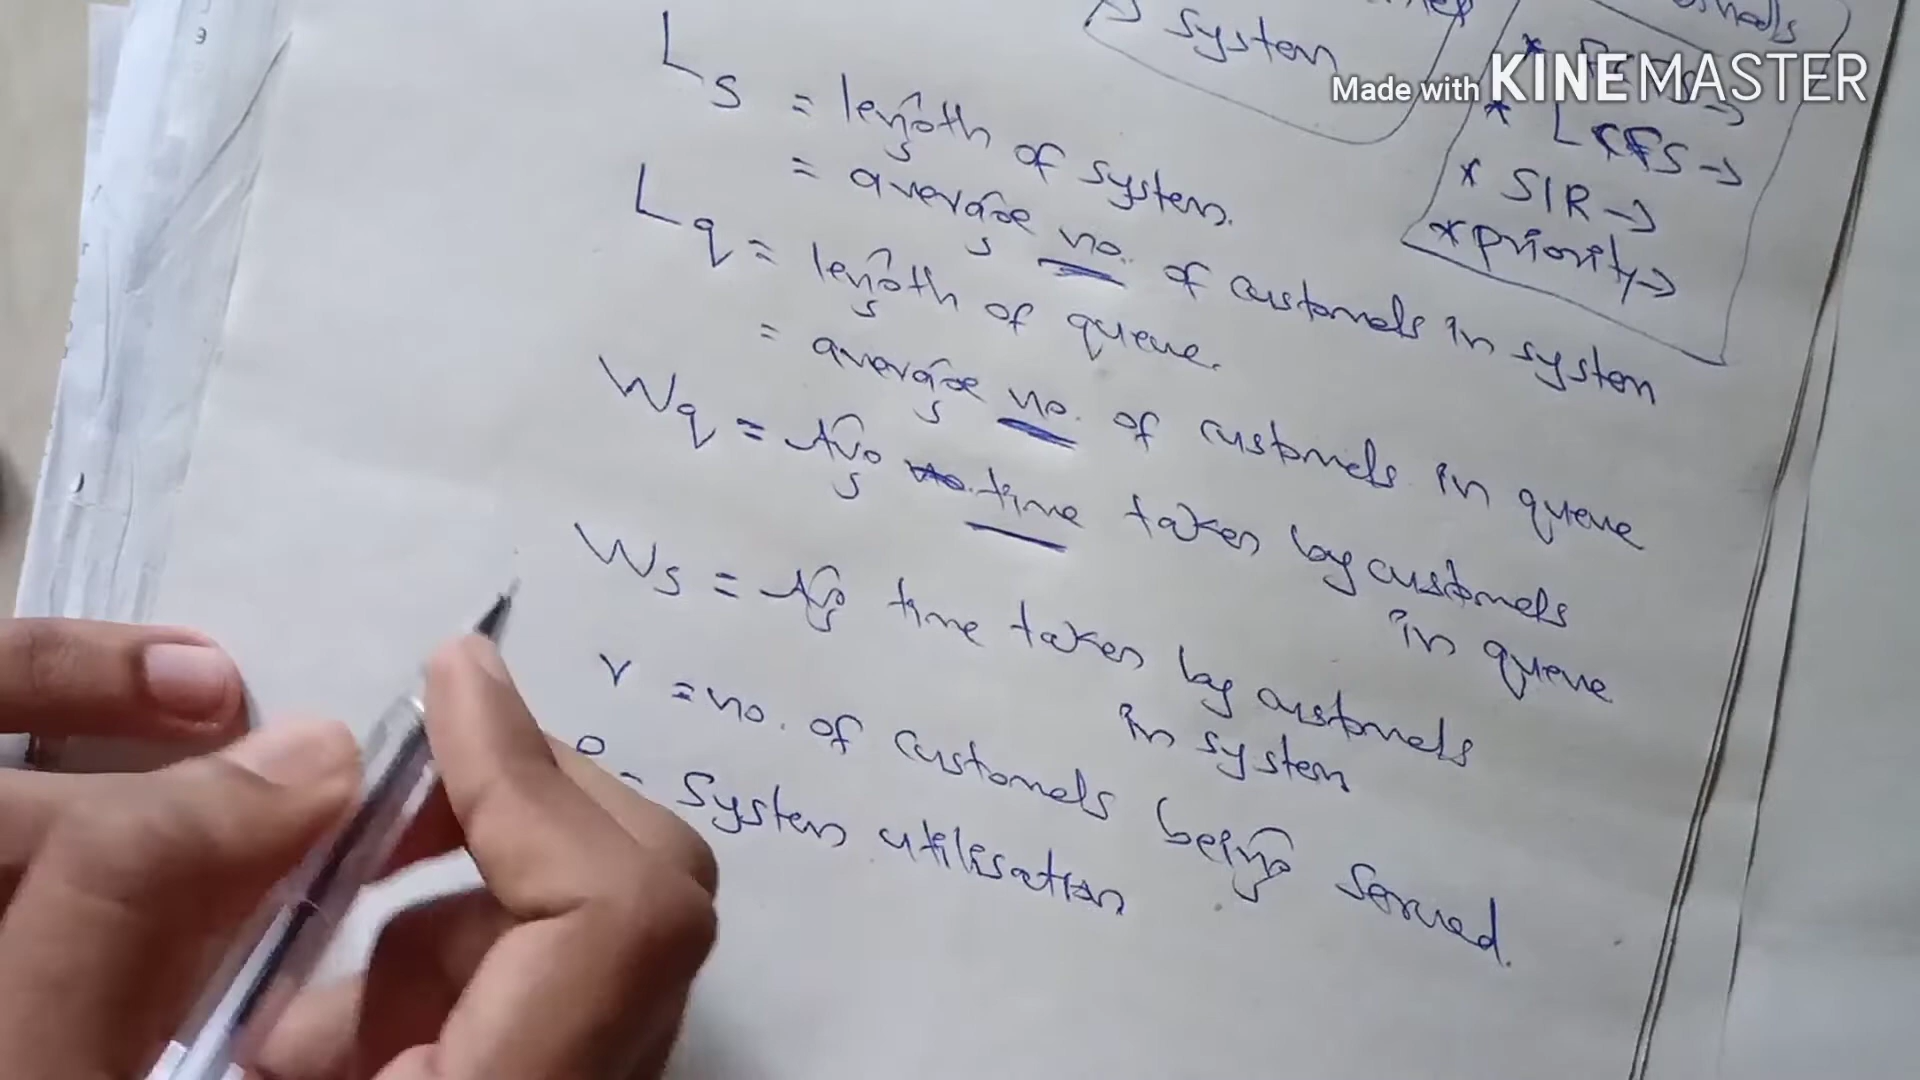 System
Made with KINEMASTER
* LCFS →
* SIR →
* priority →
Ls = length of system.
= average no. of customers in system
Lq = length of queue.
= average no. of customers in queue
Wq = Avg time taken by customers
in queue
Ws = Avg time taken by customers
in system
r = no. of customers being served.
System utilisation